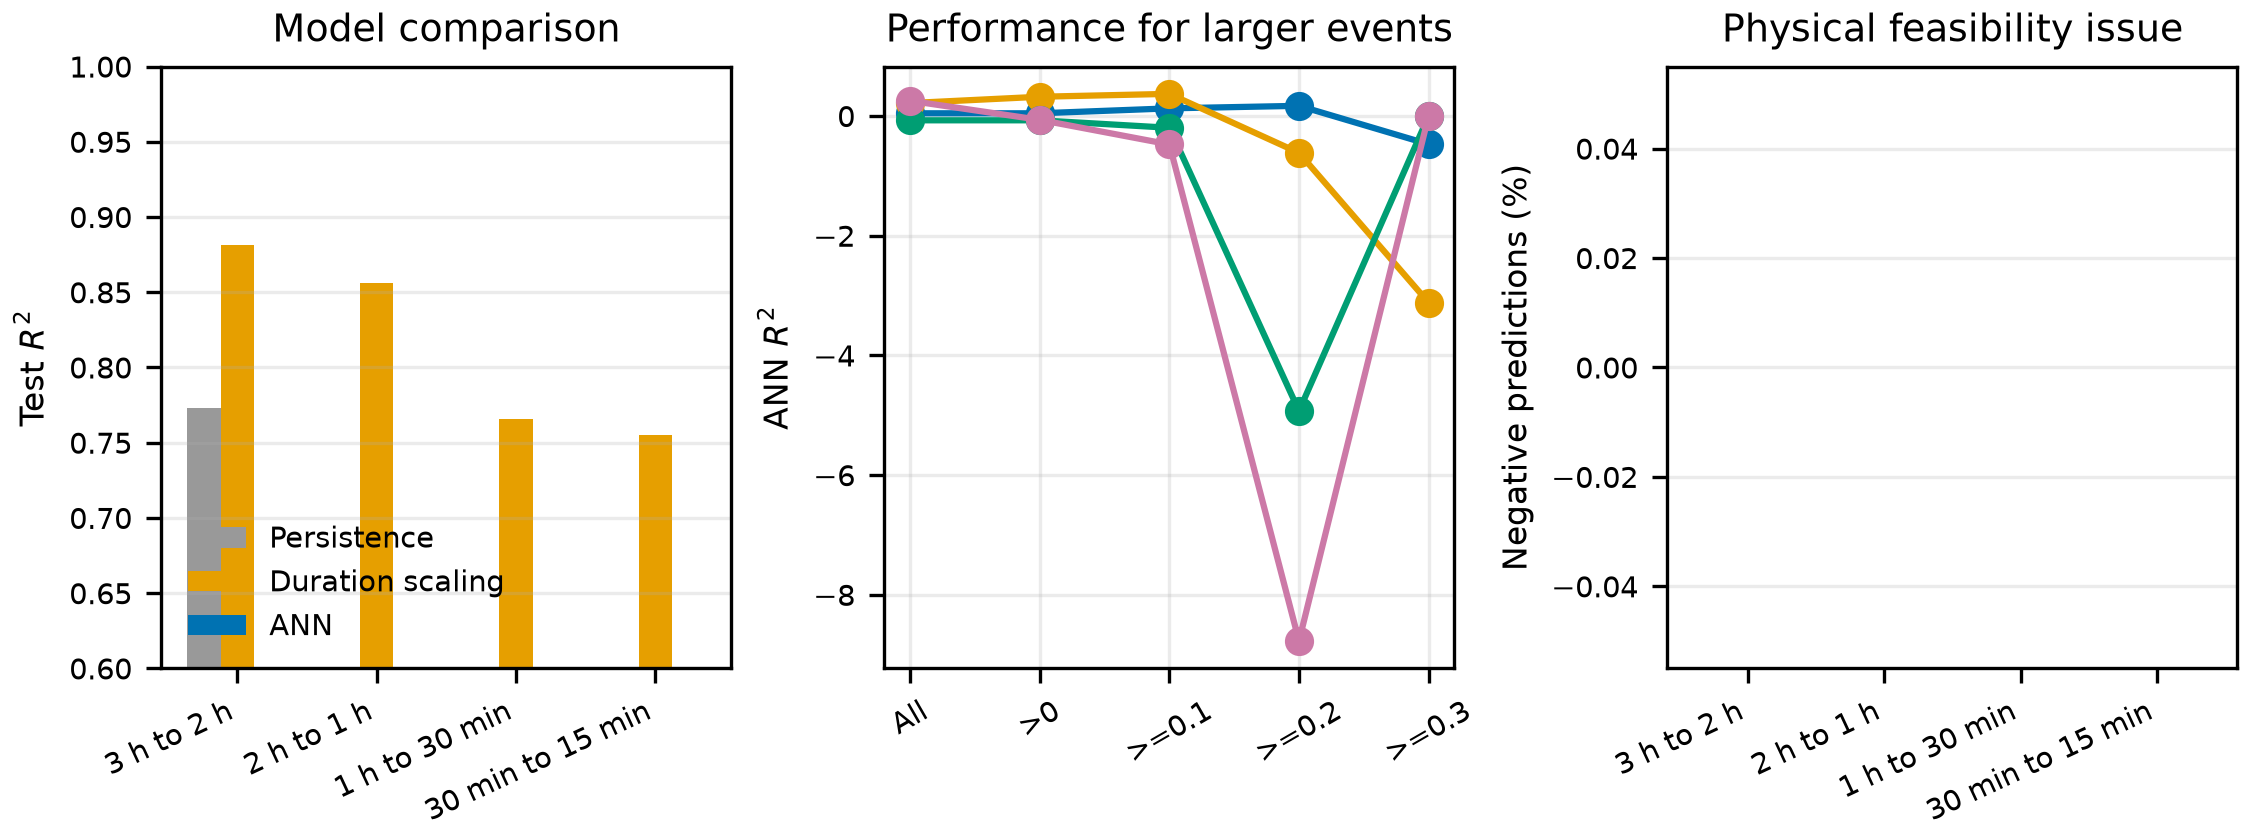 Model comparison
Test R²
1.00
0.95
0.90
0.85
0.80
0.75
0.70
0.65
0.60
Persistence
Duration scaling
ANN
3 h to 2 h
2 h to 1 h
1 h to 30 min
30 min to 15 min
Performance for larger events
ANN R²
0
−2
−4
−6
−8
All
>0
>=0.1
>=0.2
>=0.3
Physical feasibility issue
Negative predictions (%)
0.04
0.02
0.00
−0.02
−0.04
3 h to 2 h
2 h to 1 h
1 h to 30 min
30 min to 15 min